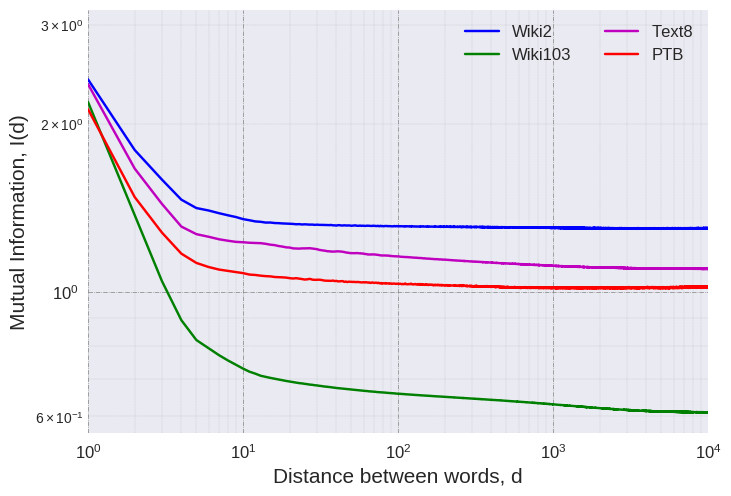 3 × 10⁰
2 × 10⁰
10⁰
6 × 10⁻¹
Mutual Information, I(d)
Wiki2
Wiki103
Text8
PTB
10⁰ 10¹ 10² 10³ 10⁴
Distance between words, d